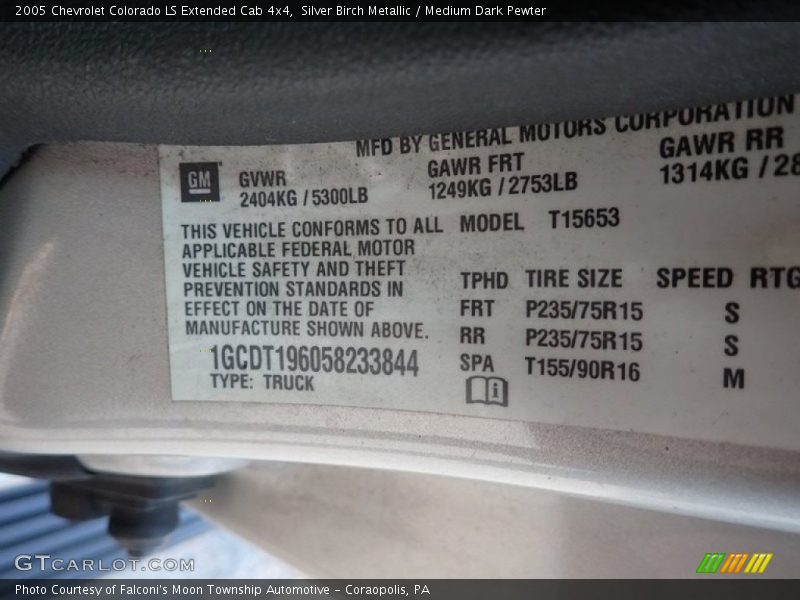 2005 Chevrolet Colorado LS Extended Cab 4x4, Silver Birch Metallic / Medium Dark Pewter
MFD BY GENERAL MOTORS CORPORATION
GM
GVWR GAWR FRT GAWR RR
2404KG / 5300LB 1249KG / 2753LB 1314KG / 28
THIS VEHICLE CONFORMS TO ALL
APPLICABLE FEDERAL MOTOR
VEHICLE SAFETY AND THEFT
PREVENTION STANDARDS IN
EFFECT ON THE DATE OF
MANUFACTURE SHOWN ABOVE.
1GCDT196058233844
TYPE: TRUCK
MODEL T15653
TPHD TIRE SIZE SPEED RTG
FRT P235/75R15 S
RR P235/75R15 S
SPA T155/90R16 M
i
GTCARLOT.COM
Photo Courtesy of Falconi's Moon Township Automotive – Coraopolis, PA